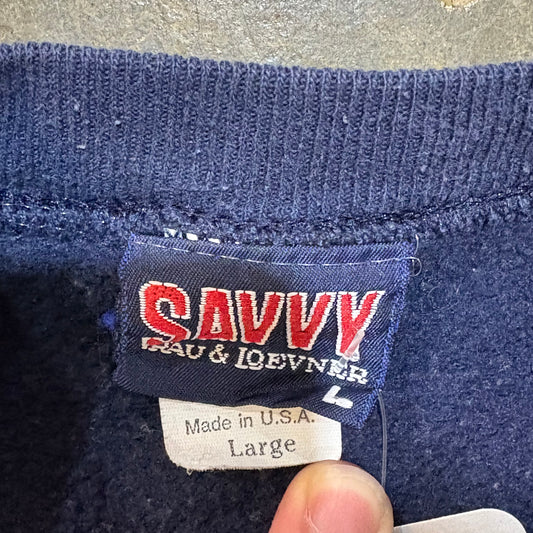 SAVVY
RAU & LOEVNER
L
Made in U.S.A.
Large